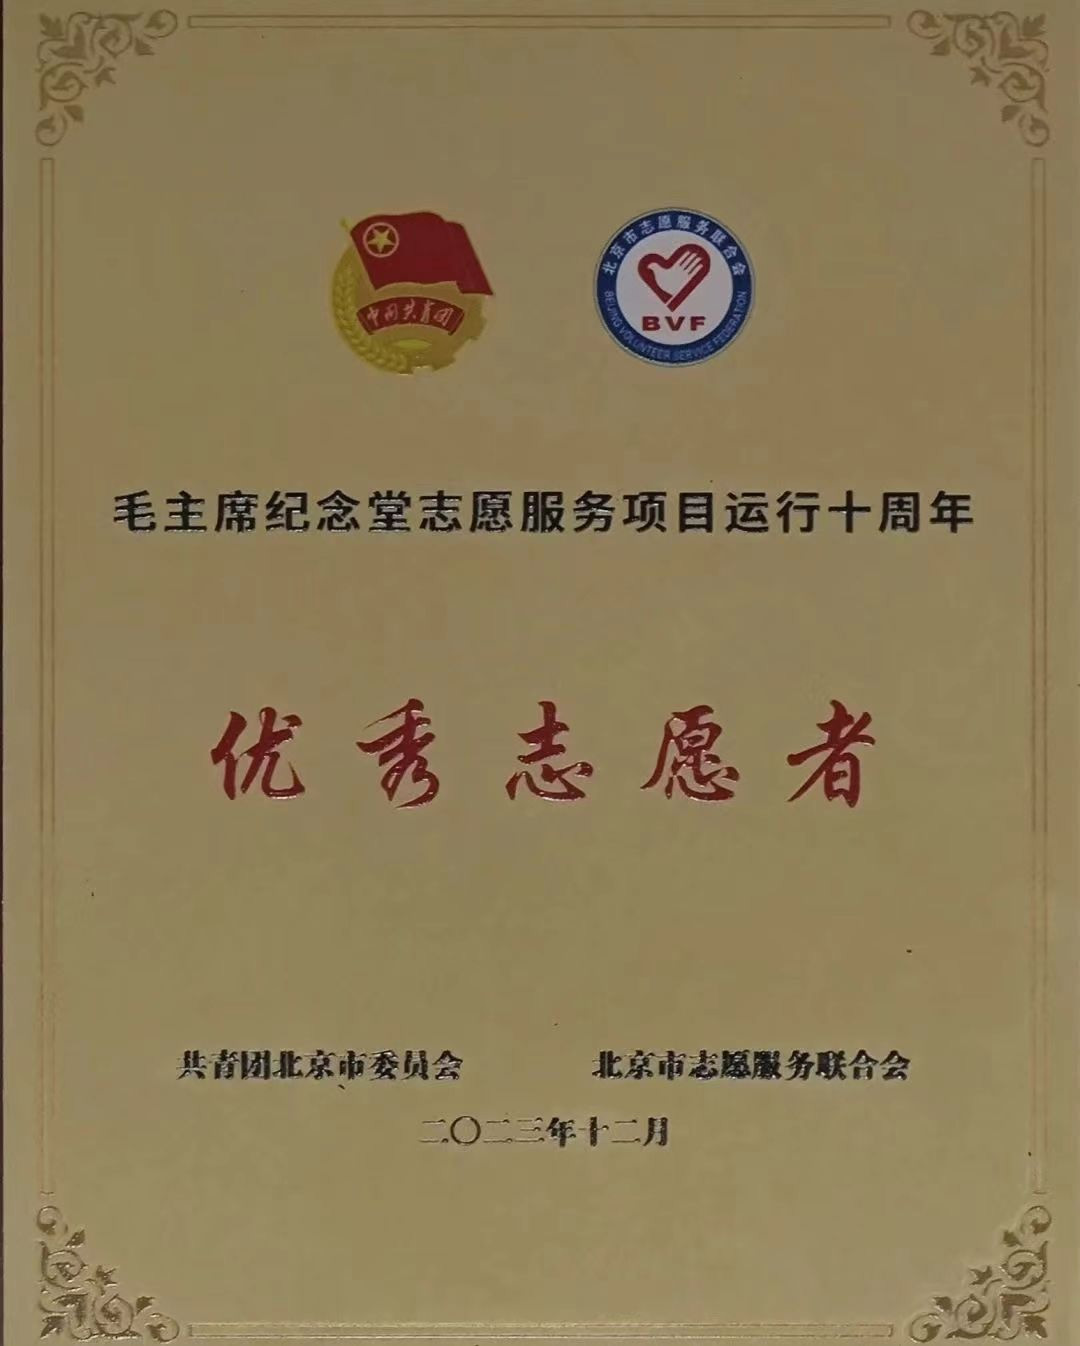 中国共青团
北京市志愿服务联合会
BVF
BEIJING VOLUNTEER SERVICE FEDERATION
毛主席纪念堂志愿服务项目运行十周年
优秀志愿者
共青团北京市委员会 北京市志愿服务联合会
二〇二三年十二月